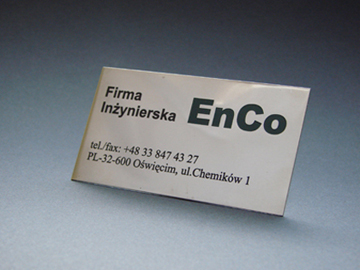 Firma
Inżynierska EnCo
tel./fax: +48 33 847 43 27
PL-32-600 Oświęcim, ul.Chemików 1